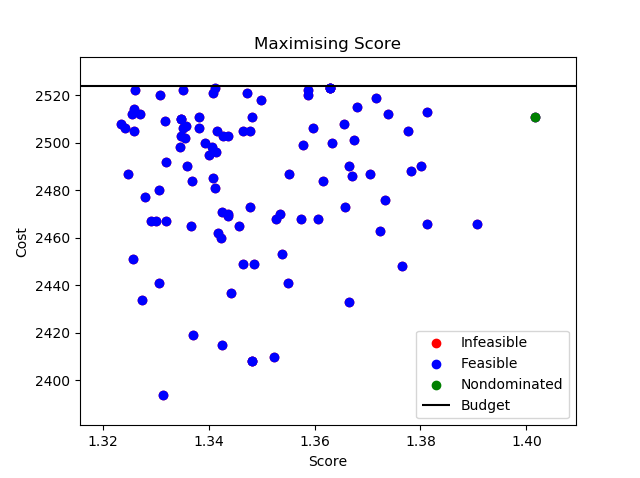 Maximising Score
Cost
2520
2500
2480
2460
2440
2420
2400
1.32 1.34 1.36 1.38 1.40
Score
Infeasible
Feasible
Nondominated
Budget